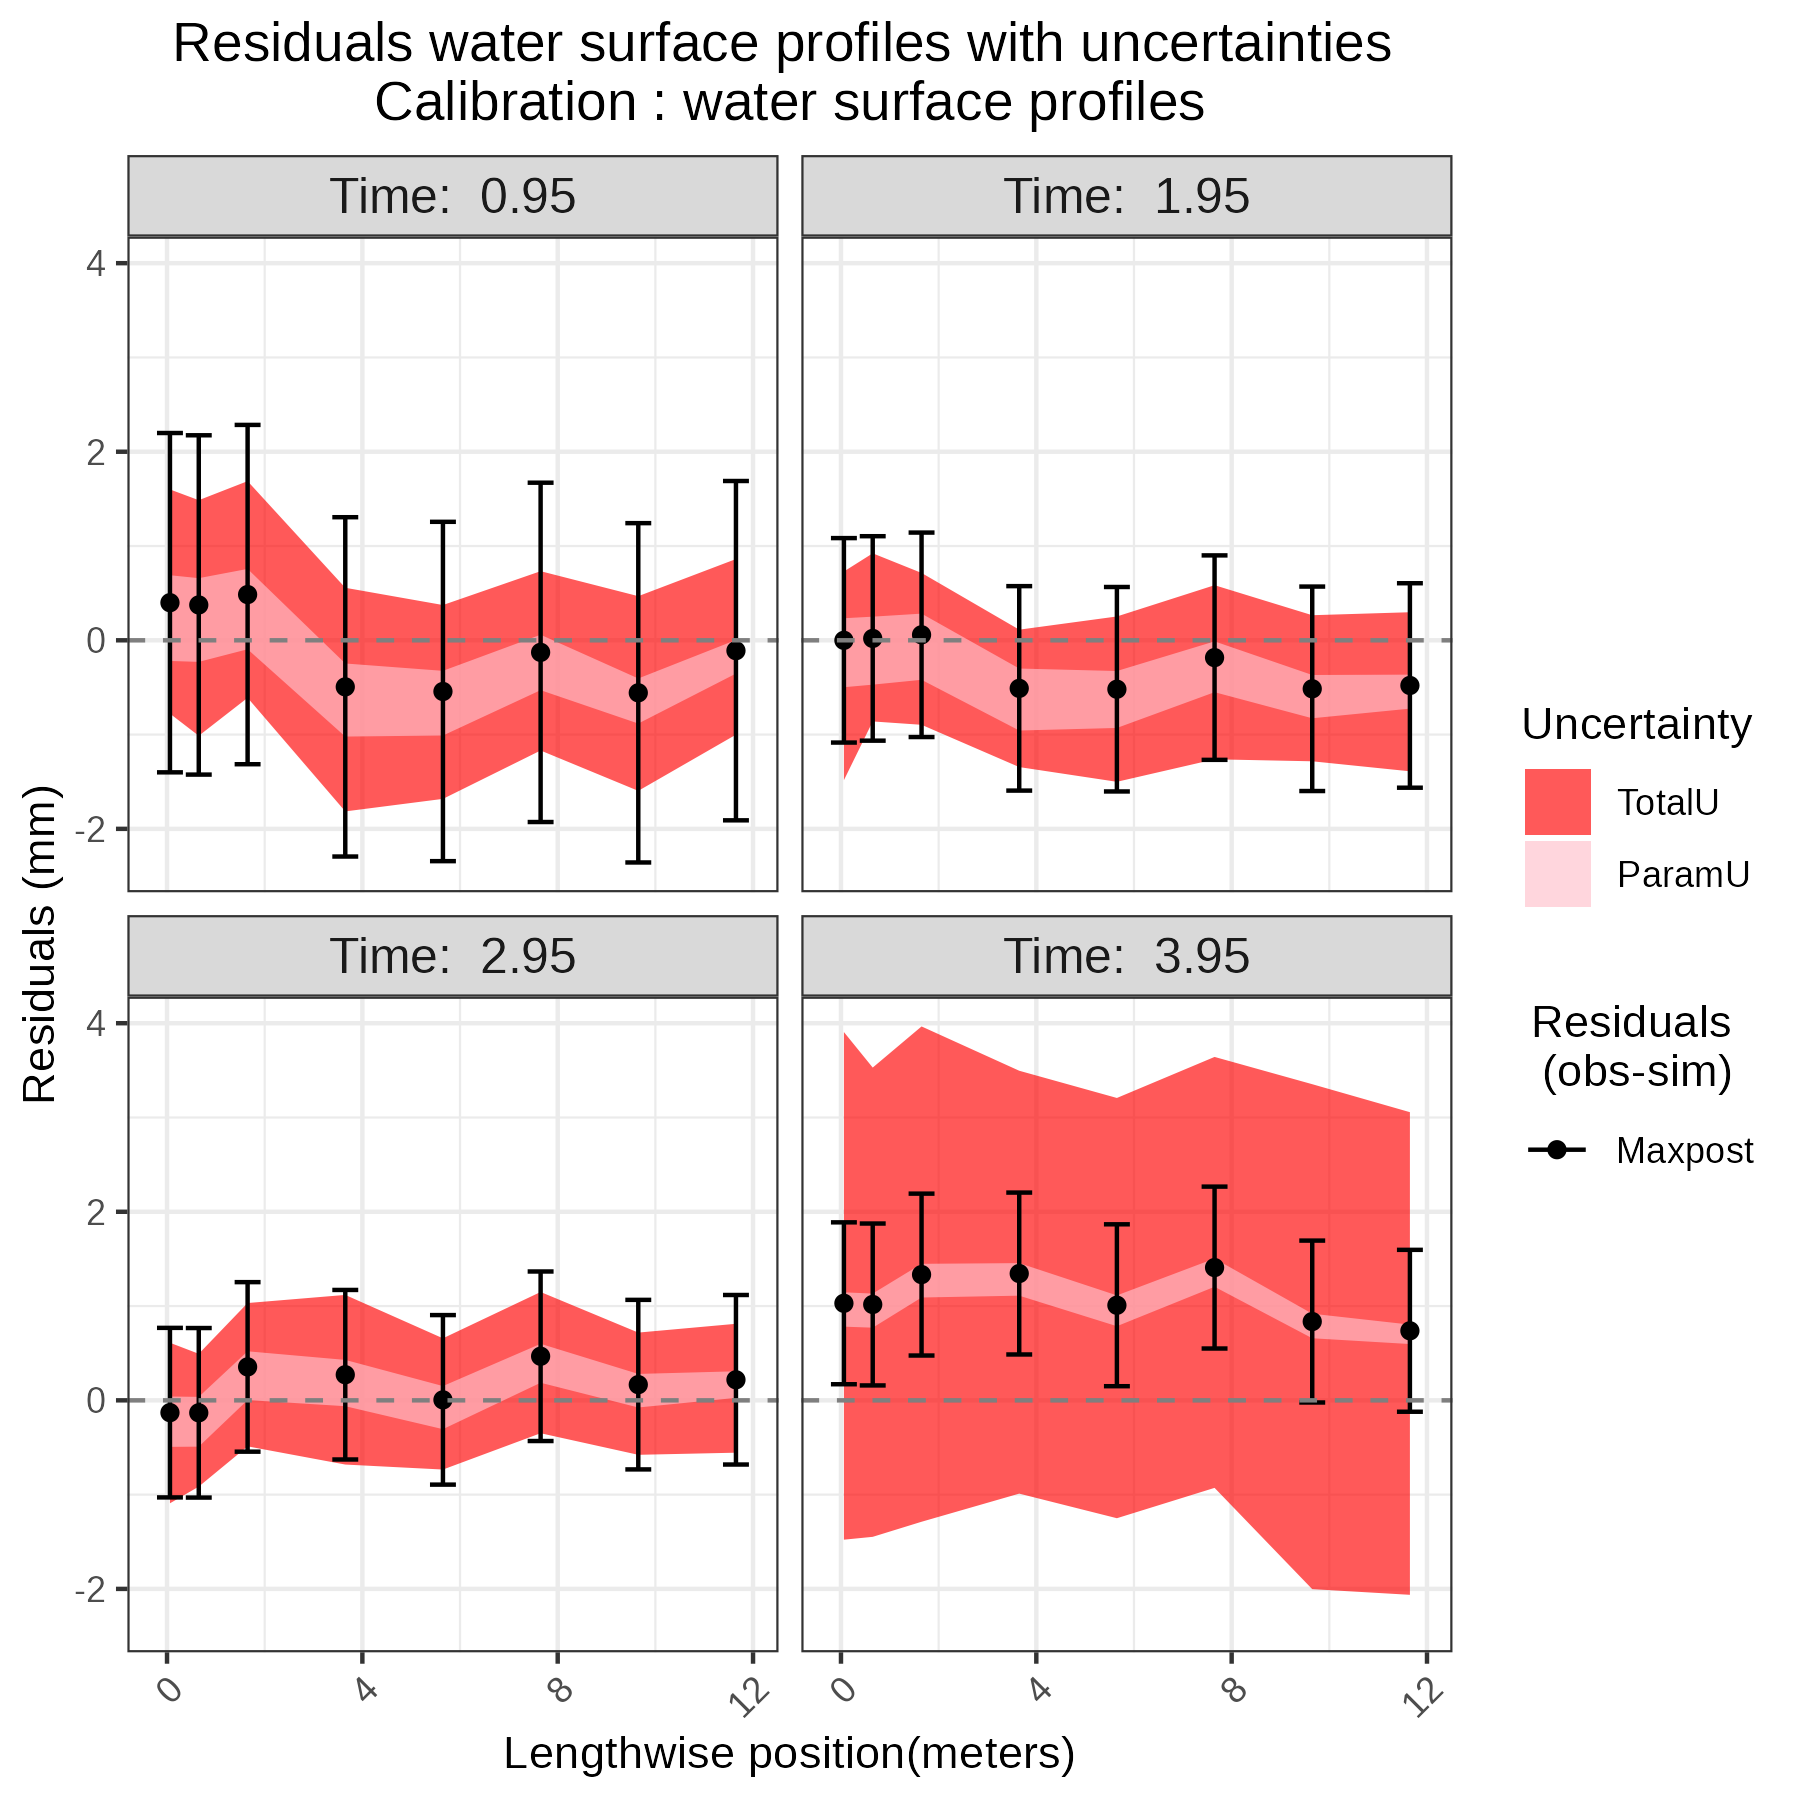 Residuals water surface profiles with uncertainties
Calibration : water surface profiles
Time: 0.95
Time: 1.95
4
2
0
-2
Time: 2.95
Time: 3.95
4
2
0
-2
0
4
8
12
0
4
8
12
Residuals (mm)
Lengthwise position(meters)
Uncertainty
TotalU
ParamU
Residuals
(obs-sim)
Maxpost